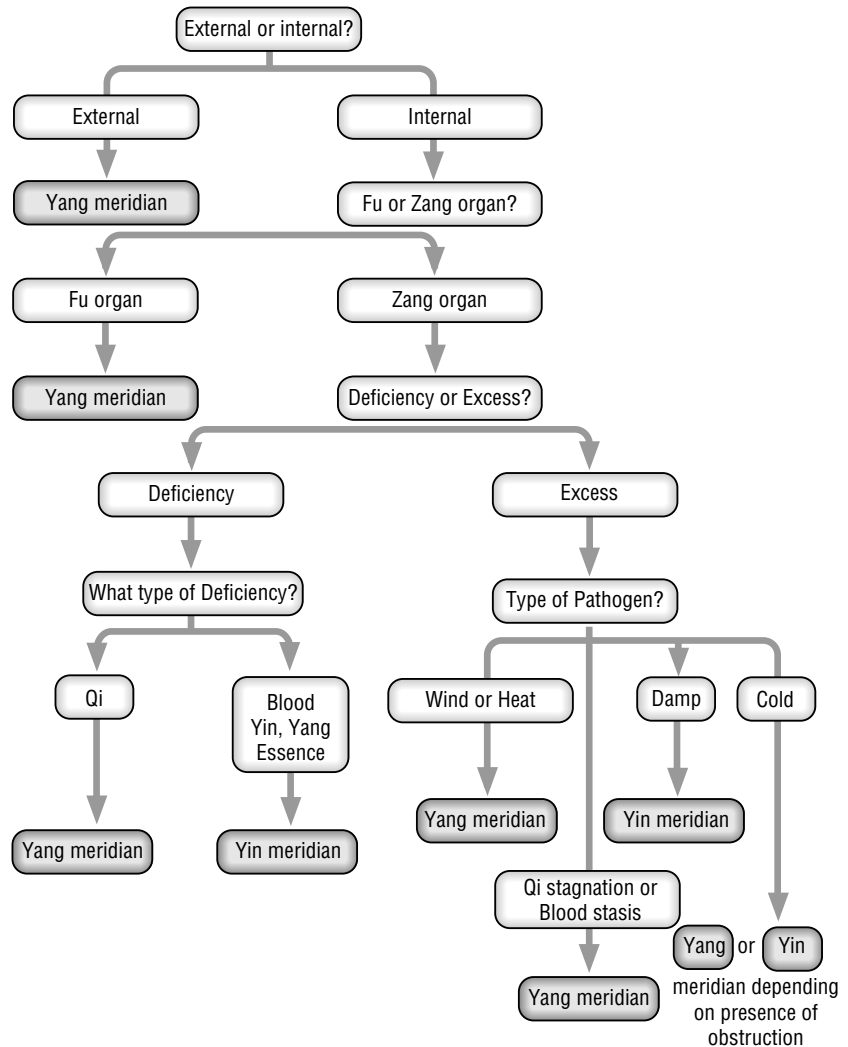 External or internal?
External
Internal
Yang meridian
Fu or Zang organ?
Fu organ
Zang organ
Yang meridian
Deficiency or Excess?
Deficiency
Excess
What type of Deficiency?
Type of Pathogen?
Qi
Blood
Yin, Yang
Essence
Wind or Heat
Damp
Cold
Yang meridian
Yin meridian
Yang meridian
Yin meridian
Qi stagnation or
Blood stasis
Yang meridian
Yang or Yin
meridian depending
on presence of
obstruction